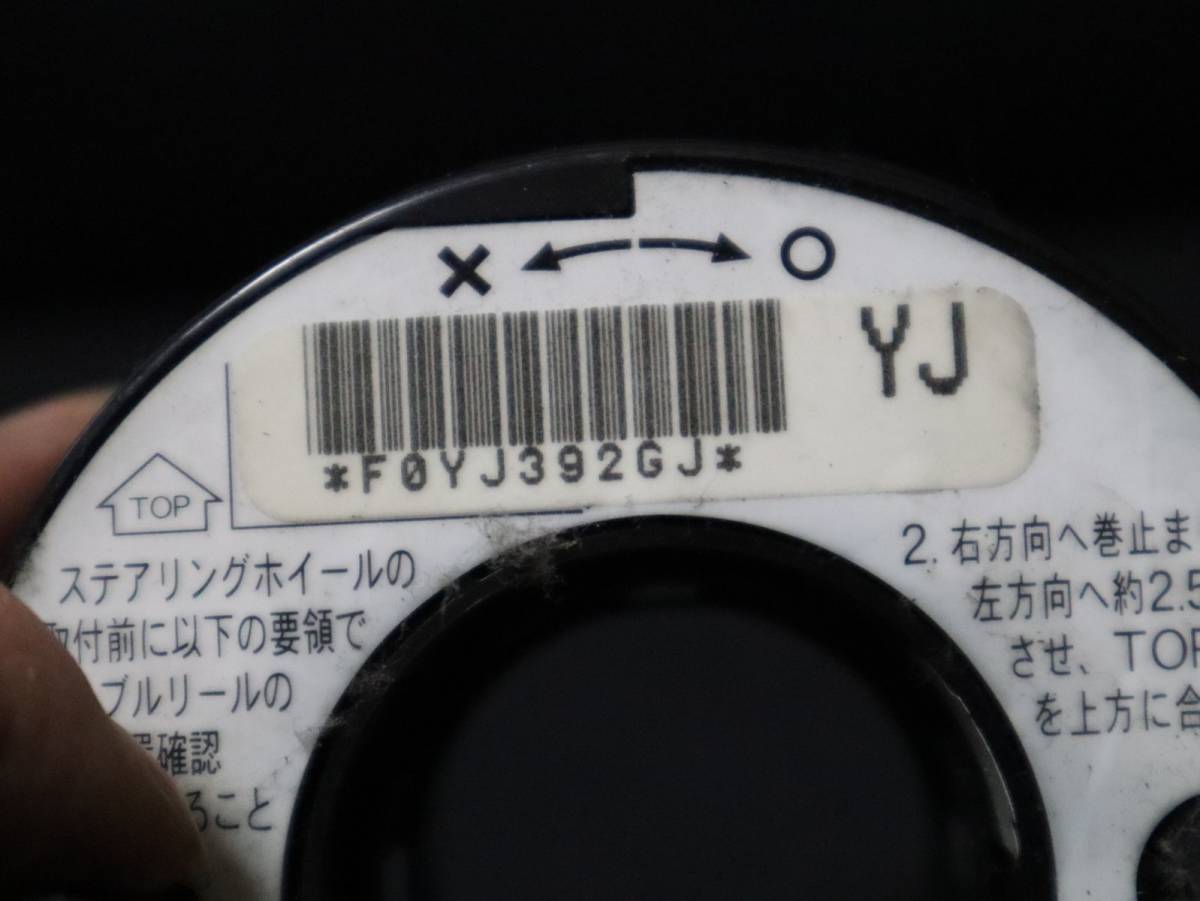 YJ
*F0YJ392GJ*
TOP
ステアリングホイールの
付前に以下の要領で
ブルリールの
確認
ること
2. 右方向へ巻止ま
左方向へ約2.5
させ、TOP
を上方に合